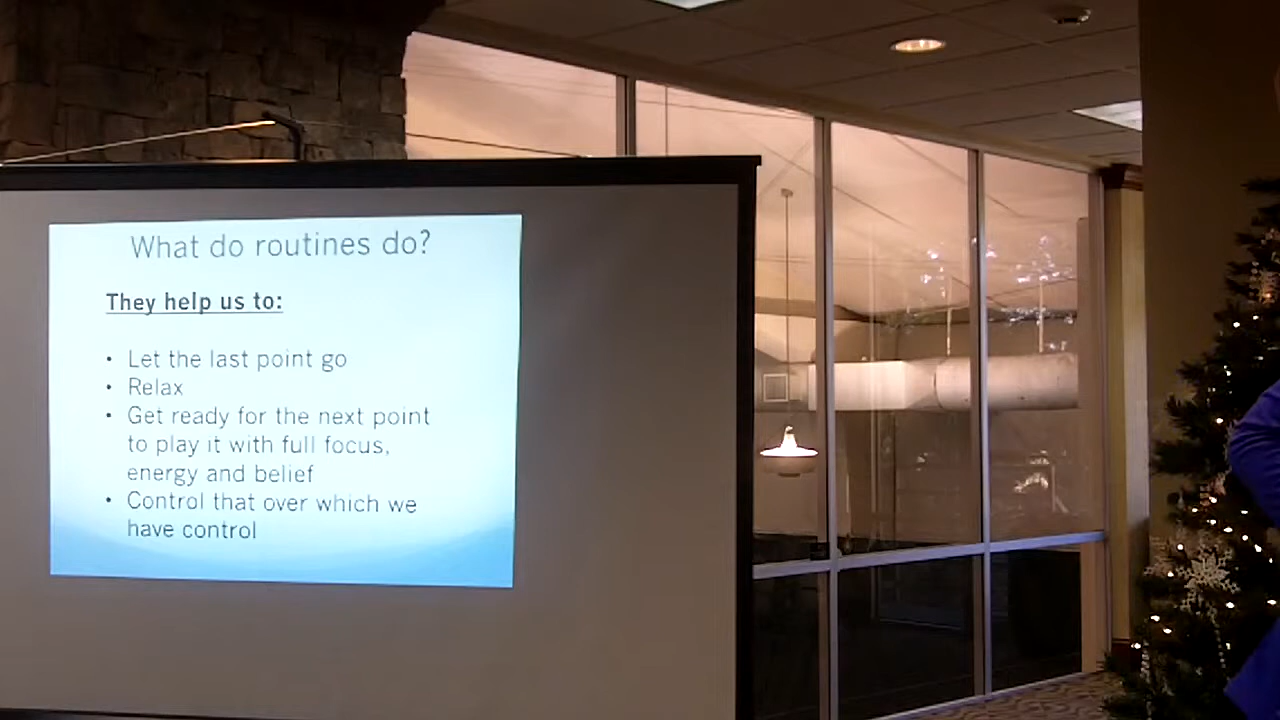 What do routines do?
They help us to:
• Let the last point go
• Relax
• Get ready for the next point
to play it with full focus,
energy and belief
• Control that over which we
have control